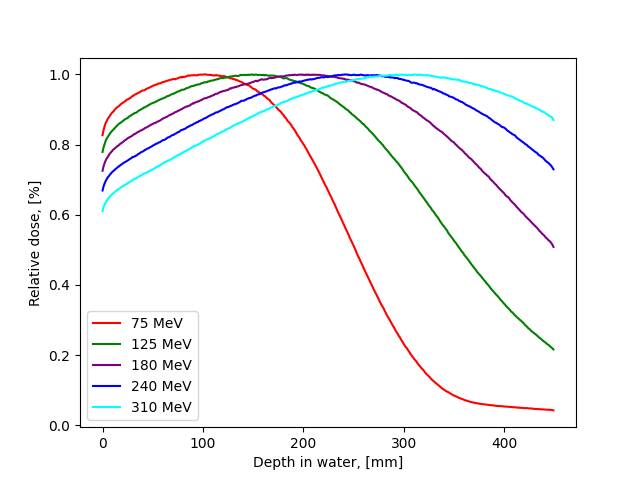 1.0
0.8
0.6
0.4
0.2
0.0
Relative dose, [%]
75 MeV
125 MeV
180 MeV
240 MeV
310 MeV
0 100 200 300 400
Depth in water, [mm]